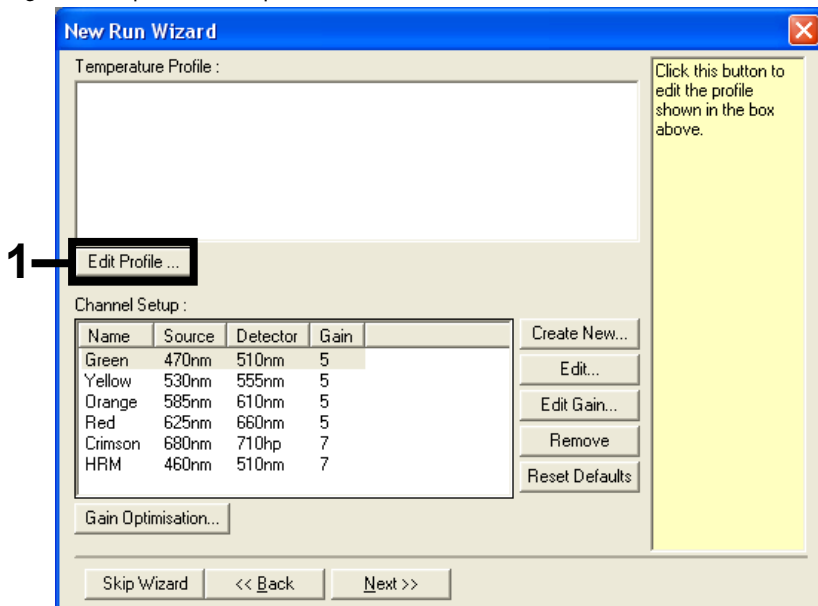 New Run Wizard
Temperature Profile :
Click this button to
edit the profile
shown in the box
above.
1
Edit Profile ...
Channel Setup :
Name Source Detector Gain
Green 470nm 510nm 5
Yellow 530nm 555nm 5
Orange 585nm 610nm 5
Red 625nm 660nm 5
Crimson 680nm 710hp 7
HRM 460nm 510nm 7
Create New...
Edit...
Edit Gain...
Remove
Reset Defaults
Gain Optimisation...
Skip Wizard
<< Back
Next >>